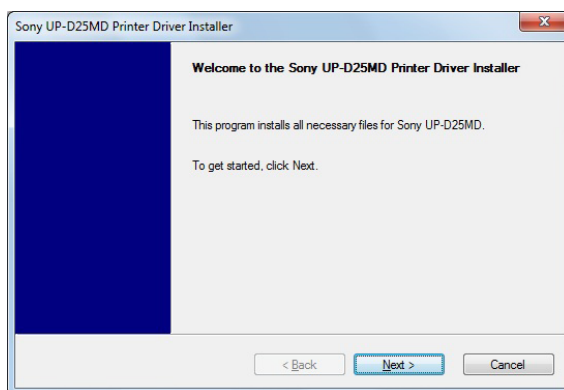 Sony UP-D25MD Printer Driver Installer
Welcome to the Sony UP-D25MD Printer Driver Installer
This program installs all necessary files for Sony UP-D25MD.
To get started, click Next.
< Back
Next >
Cancel